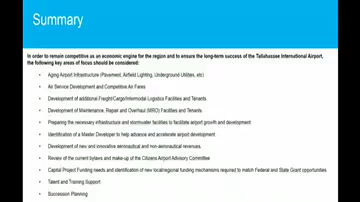 Summary
In order to remain competitive as an economic engine for the region and to ensure the long-term success of the Tallahassee International Airport,
the following key areas of focus should be considered:
• Aging Airport Infrastructure (Pavement, Airfield Lighting, Underground Utilities, etc)
• Air Service Development and Competitive Air Fares
• Development of additional Freight/Cargo/Intermodal Logistics Facilities and Tenants
• Development of Maintenance, Repair and Overhaul (MRO) Facilities and Tenants
• Preparing the necessary infrastructure and stormwater facilities to facilitate airport growth and development
• Identification of a Master Developer to help advance and accelerate airport development
• Development of new and innovative aeronautical and non-aeronautical revenues.
• Review of the current bylaws and make-up of the Citizens Airport Advisory Committee
• Capital Project Funding needs and identification of new local/regional funding mechanisms required to match Federal and State Grant opportunities
• Talent and Training Support
• Succession Planning